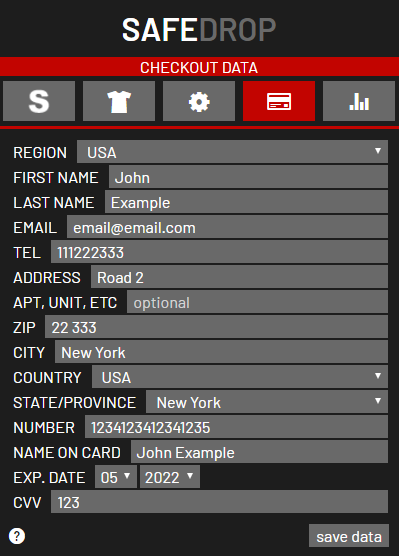 SAFEDROP
CHECKOUT DATA
S
REGION USA
FIRST NAME John
LAST NAME Example
EMAIL email@email.com
TEL 111222333
ADDRESS Road 2
APT, UNIT, ETC optional
ZIP 22 333
CITY New York
COUNTRY USA
STATE/PROVINCE New York
NUMBER 1234123412341235
NAME ON CARD John Example
EXP. DATE 05 2022
CVV 123
? save data